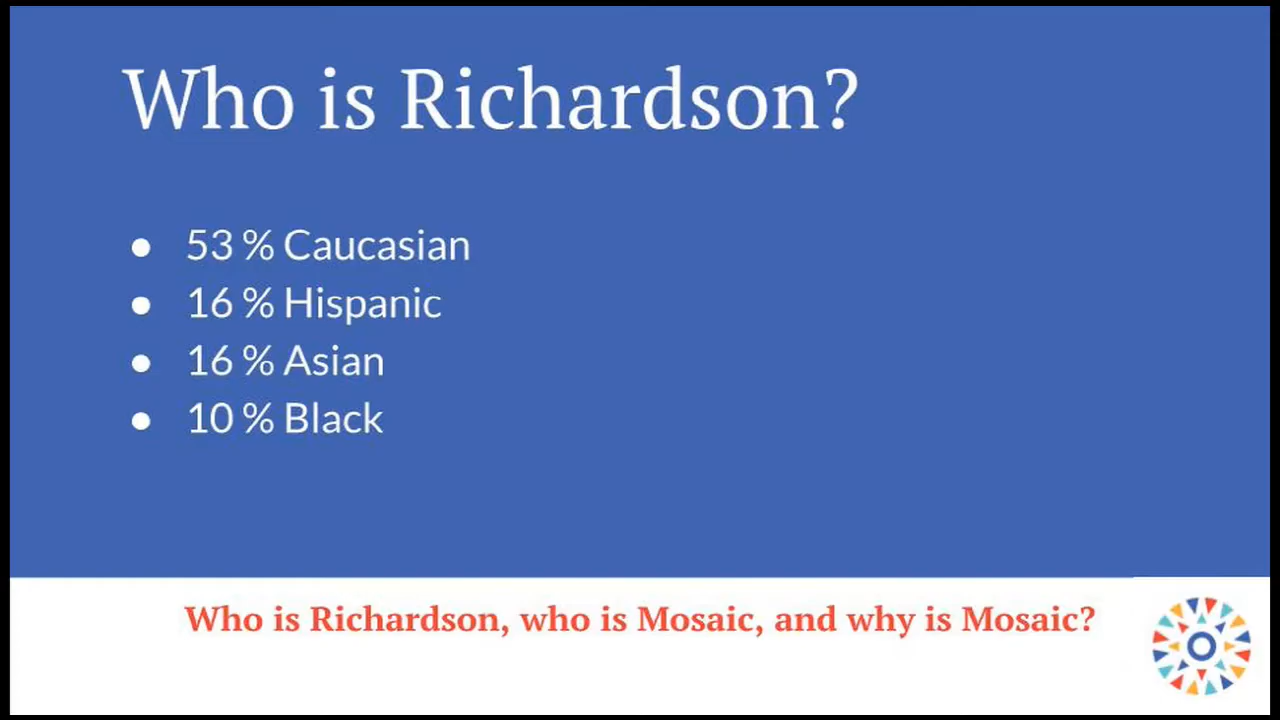 Who is Richardson?
● 53 % Caucasian
● 16 % Hispanic
● 16 % Asian
● 10 % Black
Who is Richardson, who is Mosaic, and why is Mosaic?